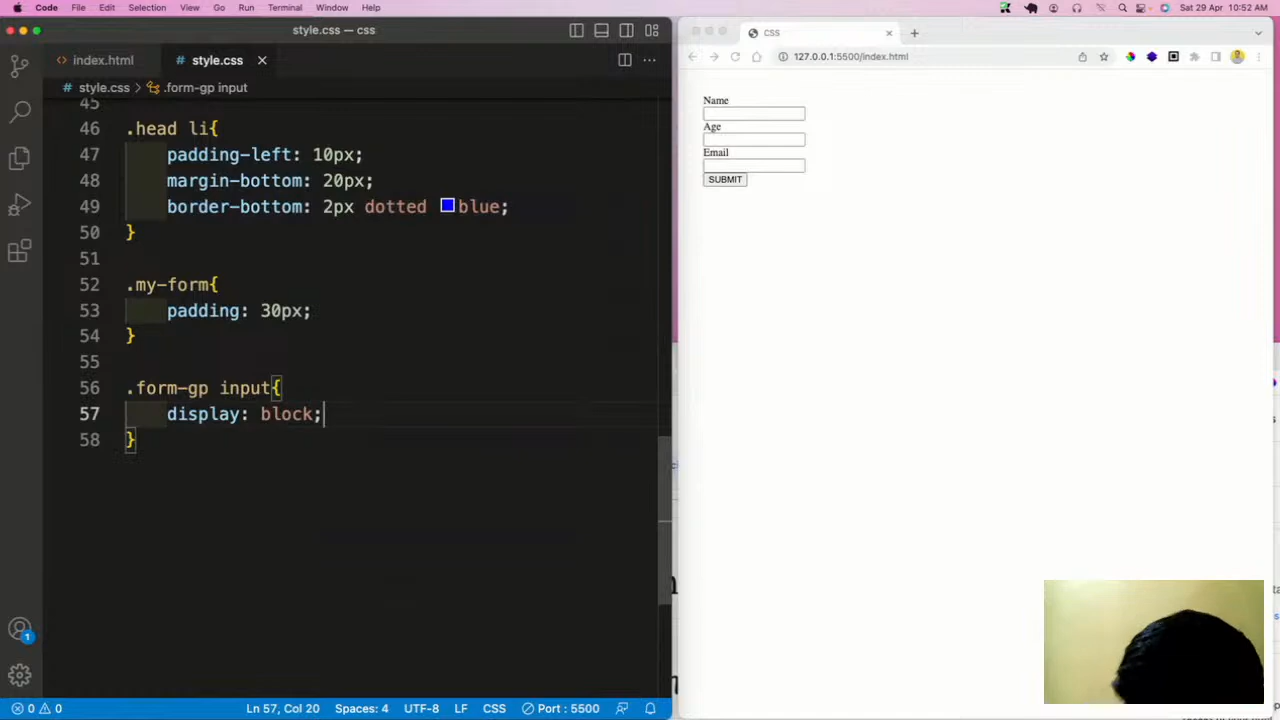 Code File Edit Selection View Go Run Terminal Window Help Sat 29 Apr 10:52 AM
style.css — css
index.html style.css
style.css > .form-gp input
45
46 .head li{
47 padding-left: 10px;
48 margin-bottom: 20px;
49 border-bottom: 2px dotted blue;
50 }
51
52 .my-form{
53 padding: 30px;
54 }
55
56 .form-gp input{
57 display: block;
58 }
1
0 0 Ln 57, Col 20 Spaces: 4 UTF-8 LF CSS Port : 5500
CSS
127.0.0.1:5500/index.html
Name
Age
Email
SUBMIT